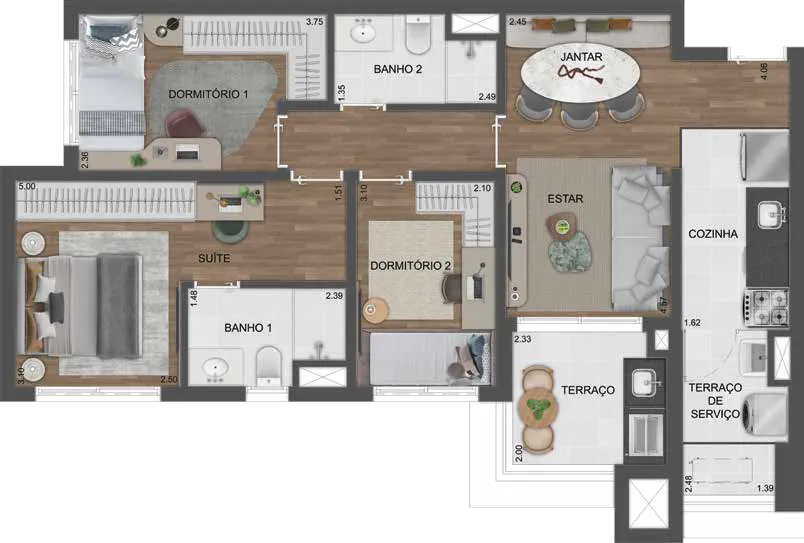 3.75
2.45
JANTAR
4.06
BANHO 2
DORMITÓRIO 1
1.35
2.49
2.36
5.00
1.51
3.10
2.10
ESTAR
COZINHA
SUÍTE
DORMITÓRIO 2
1.48
2.39
4.57
BANHO 1
1.62
2.33
3.10
2.50
TERRAÇO
TERRAÇO
DE
SERVIÇO
2.00
2.48
1.39